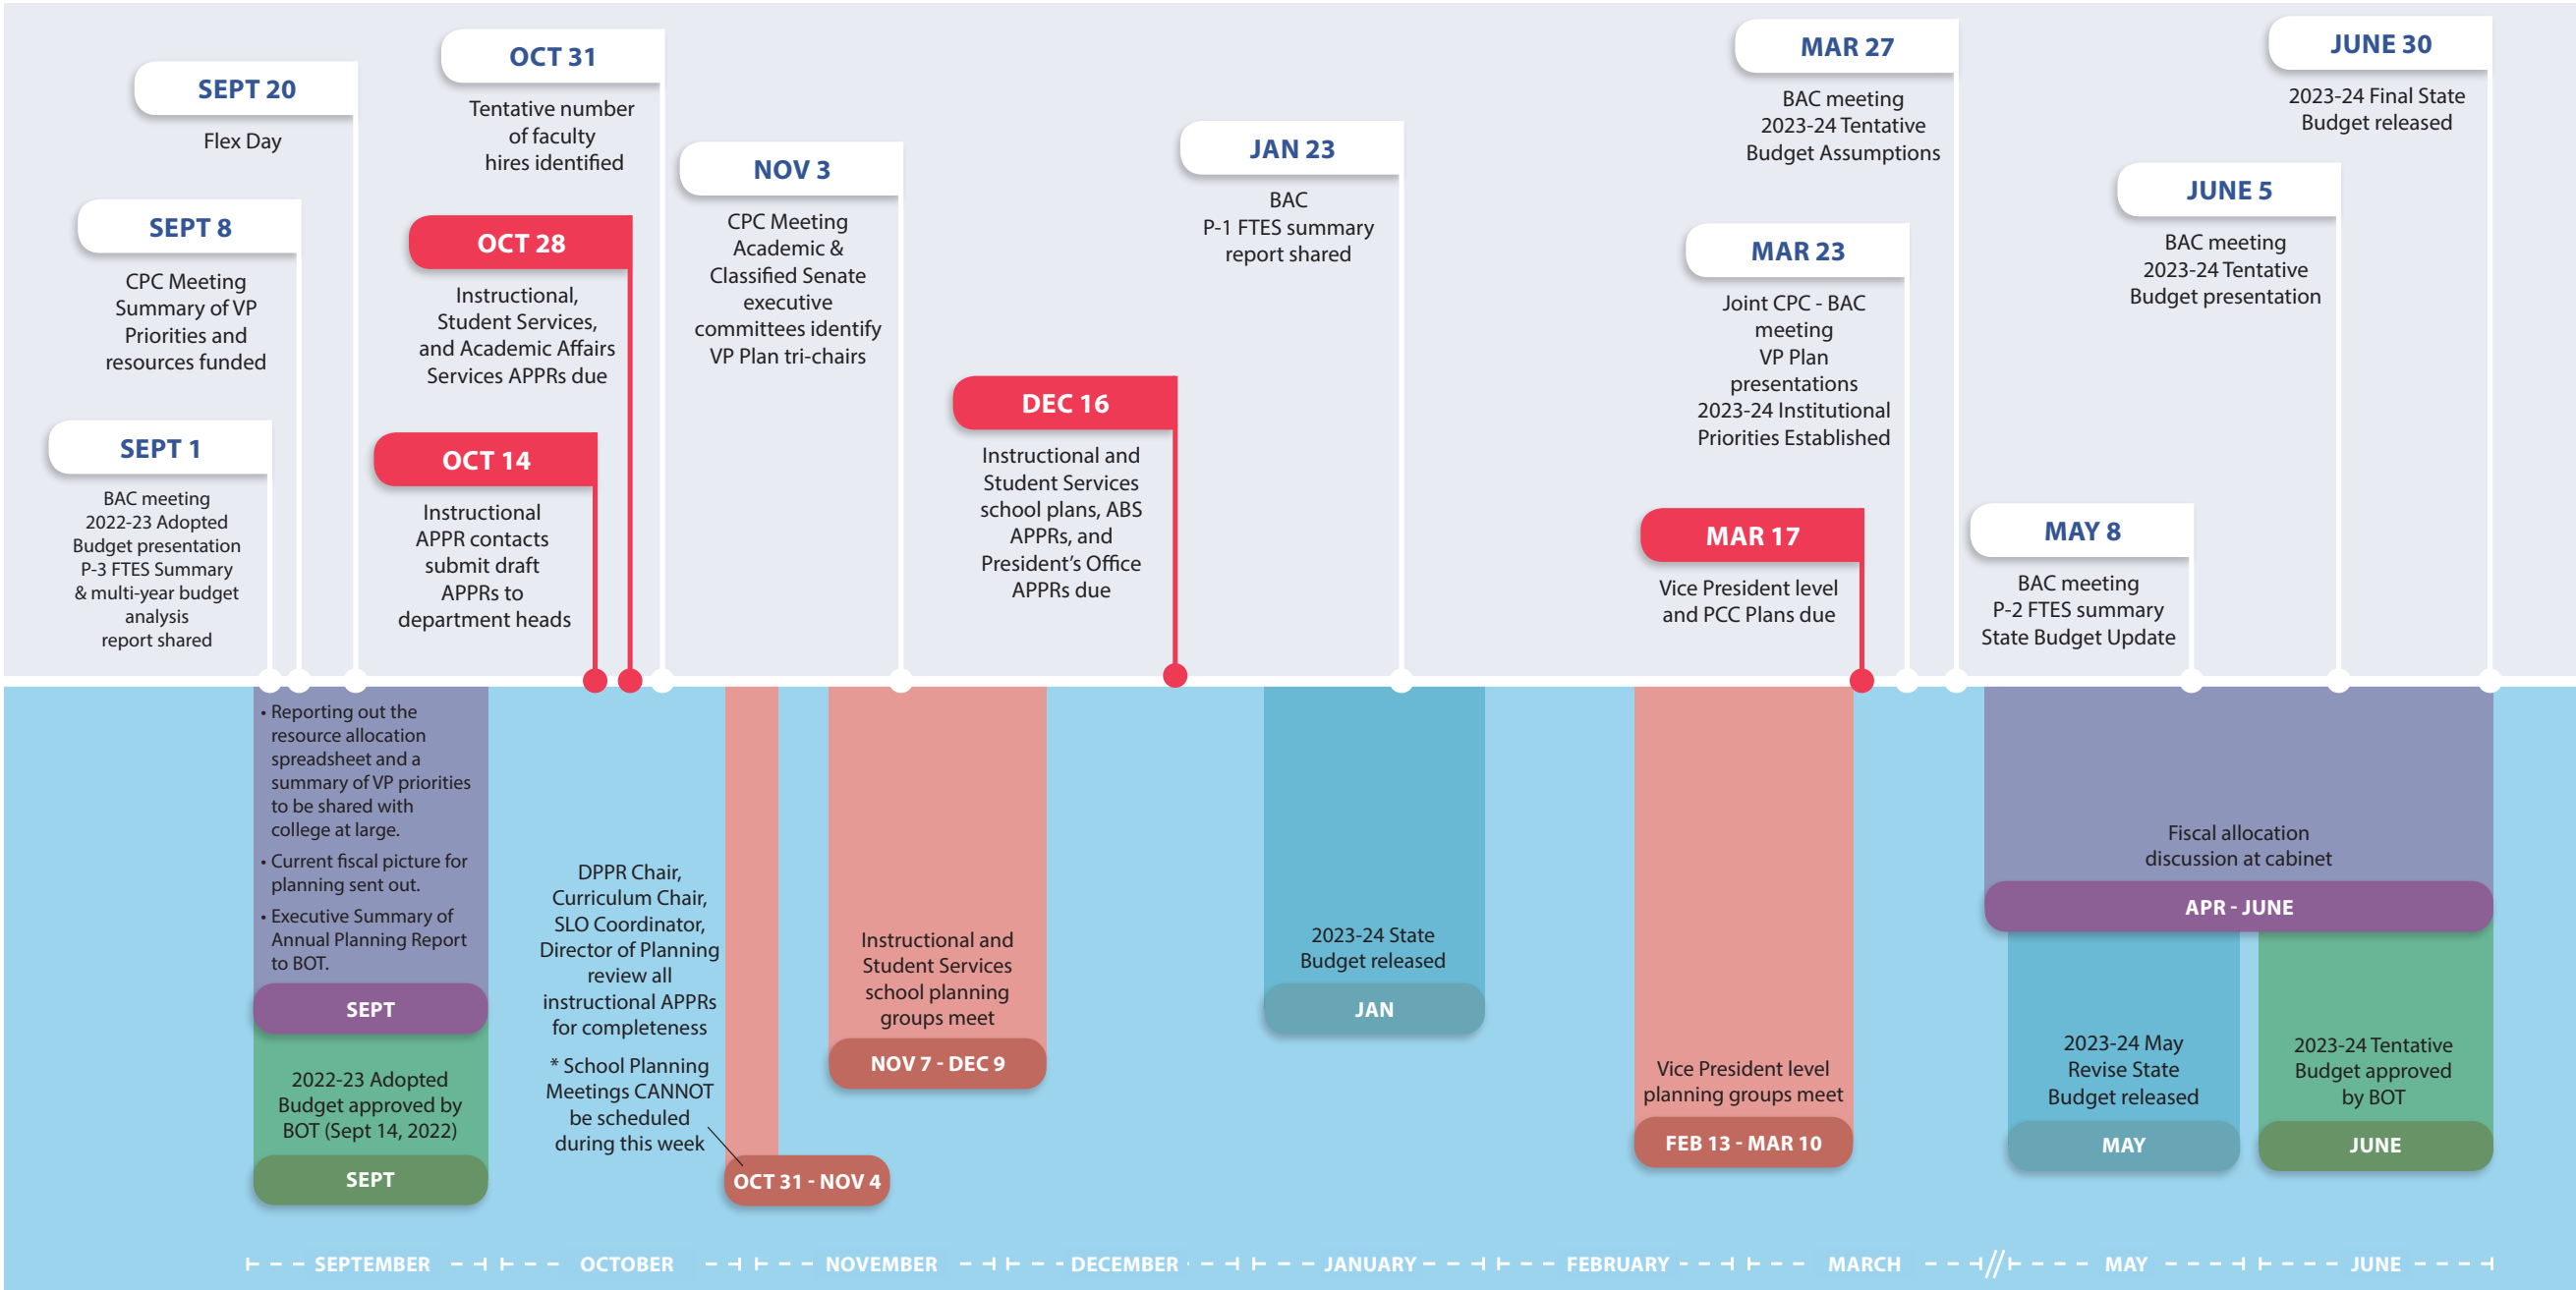 SEPT 1
BAC meeting
2022-23 Adopted
Budget presentation
P-3 FTES Summary
& multi-year budget
analysis
report shared
SEPT 8
CPC Meeting
Summary of VP
Priorities and
resources funded
SEPT 20
Flex Day
OCT 14
Instructional
APPR contacts
submit draft
APPRs to
department heads
OCT 28
Instructional,
Student Services,
and Academic Affairs
Services APPRs due
OCT 31
Tentative number
of faculty
hires identified
NOV 3
CPC Meeting
Academic &
Classified Senate
executive
committees identify
VP Plan tri-chairs
DEC 16
Instructional and
Student Services
school plans, ABS
APPRs, and
President’s Office
APPRs due
JAN 23
BAC
P-1 FTES summary
report shared
MAR 17
Vice President level
and PCC Plans due
MAR 23
Joint CPC - BAC
meeting
VP Plan
presentations
2023-24 Institutional
Priorities Established
MAR 27
BAC meeting
2023-24 Tentative
Budget Assumptions
MAY 8
BAC meeting
P-2 FTES summary
State Budget Update
JUNE 5
BAC meeting
2023-24 Tentative
Budget presentation
JUNE 30
2023-24 Final State
Budget released
• Reporting out the
resource allocation
spreadsheet and a
summary of VP priorities
to be shared with
college at large.
• Current fiscal picture for
planning sent out.
• Executive Summary of
Annual Planning Report
to BOT.
SEPT
2022-23 Adopted
Budget approved by
BOT (Sept 14, 2022)
SEPT
DPPR Chair,
Curriculum Chair,
SLO Coordinator,
Director of Planning
review all
instructional APPRs
for completeness
* School Planning
Meetings CANNOT
be scheduled
during this week
OCT 31 - NOV 4
Instructional and
Student Services
school planning
groups meet
NOV 7 - DEC 9
2023-24 State
Budget released
JAN
Vice President level
planning groups meet
FEB 13 - MAR 10
Fiscal allocation
discussion at cabinet
APR - JUNE
2023-24 May
Revise State
Budget released
MAY
2023-24 Tentative
Budget approved
by BOT
JUNE
SEPTEMBER
OCTOBER
NOVEMBER
DECEMBER
JANUARY
FEBRUARY
MARCH
//
MAY
JUNE